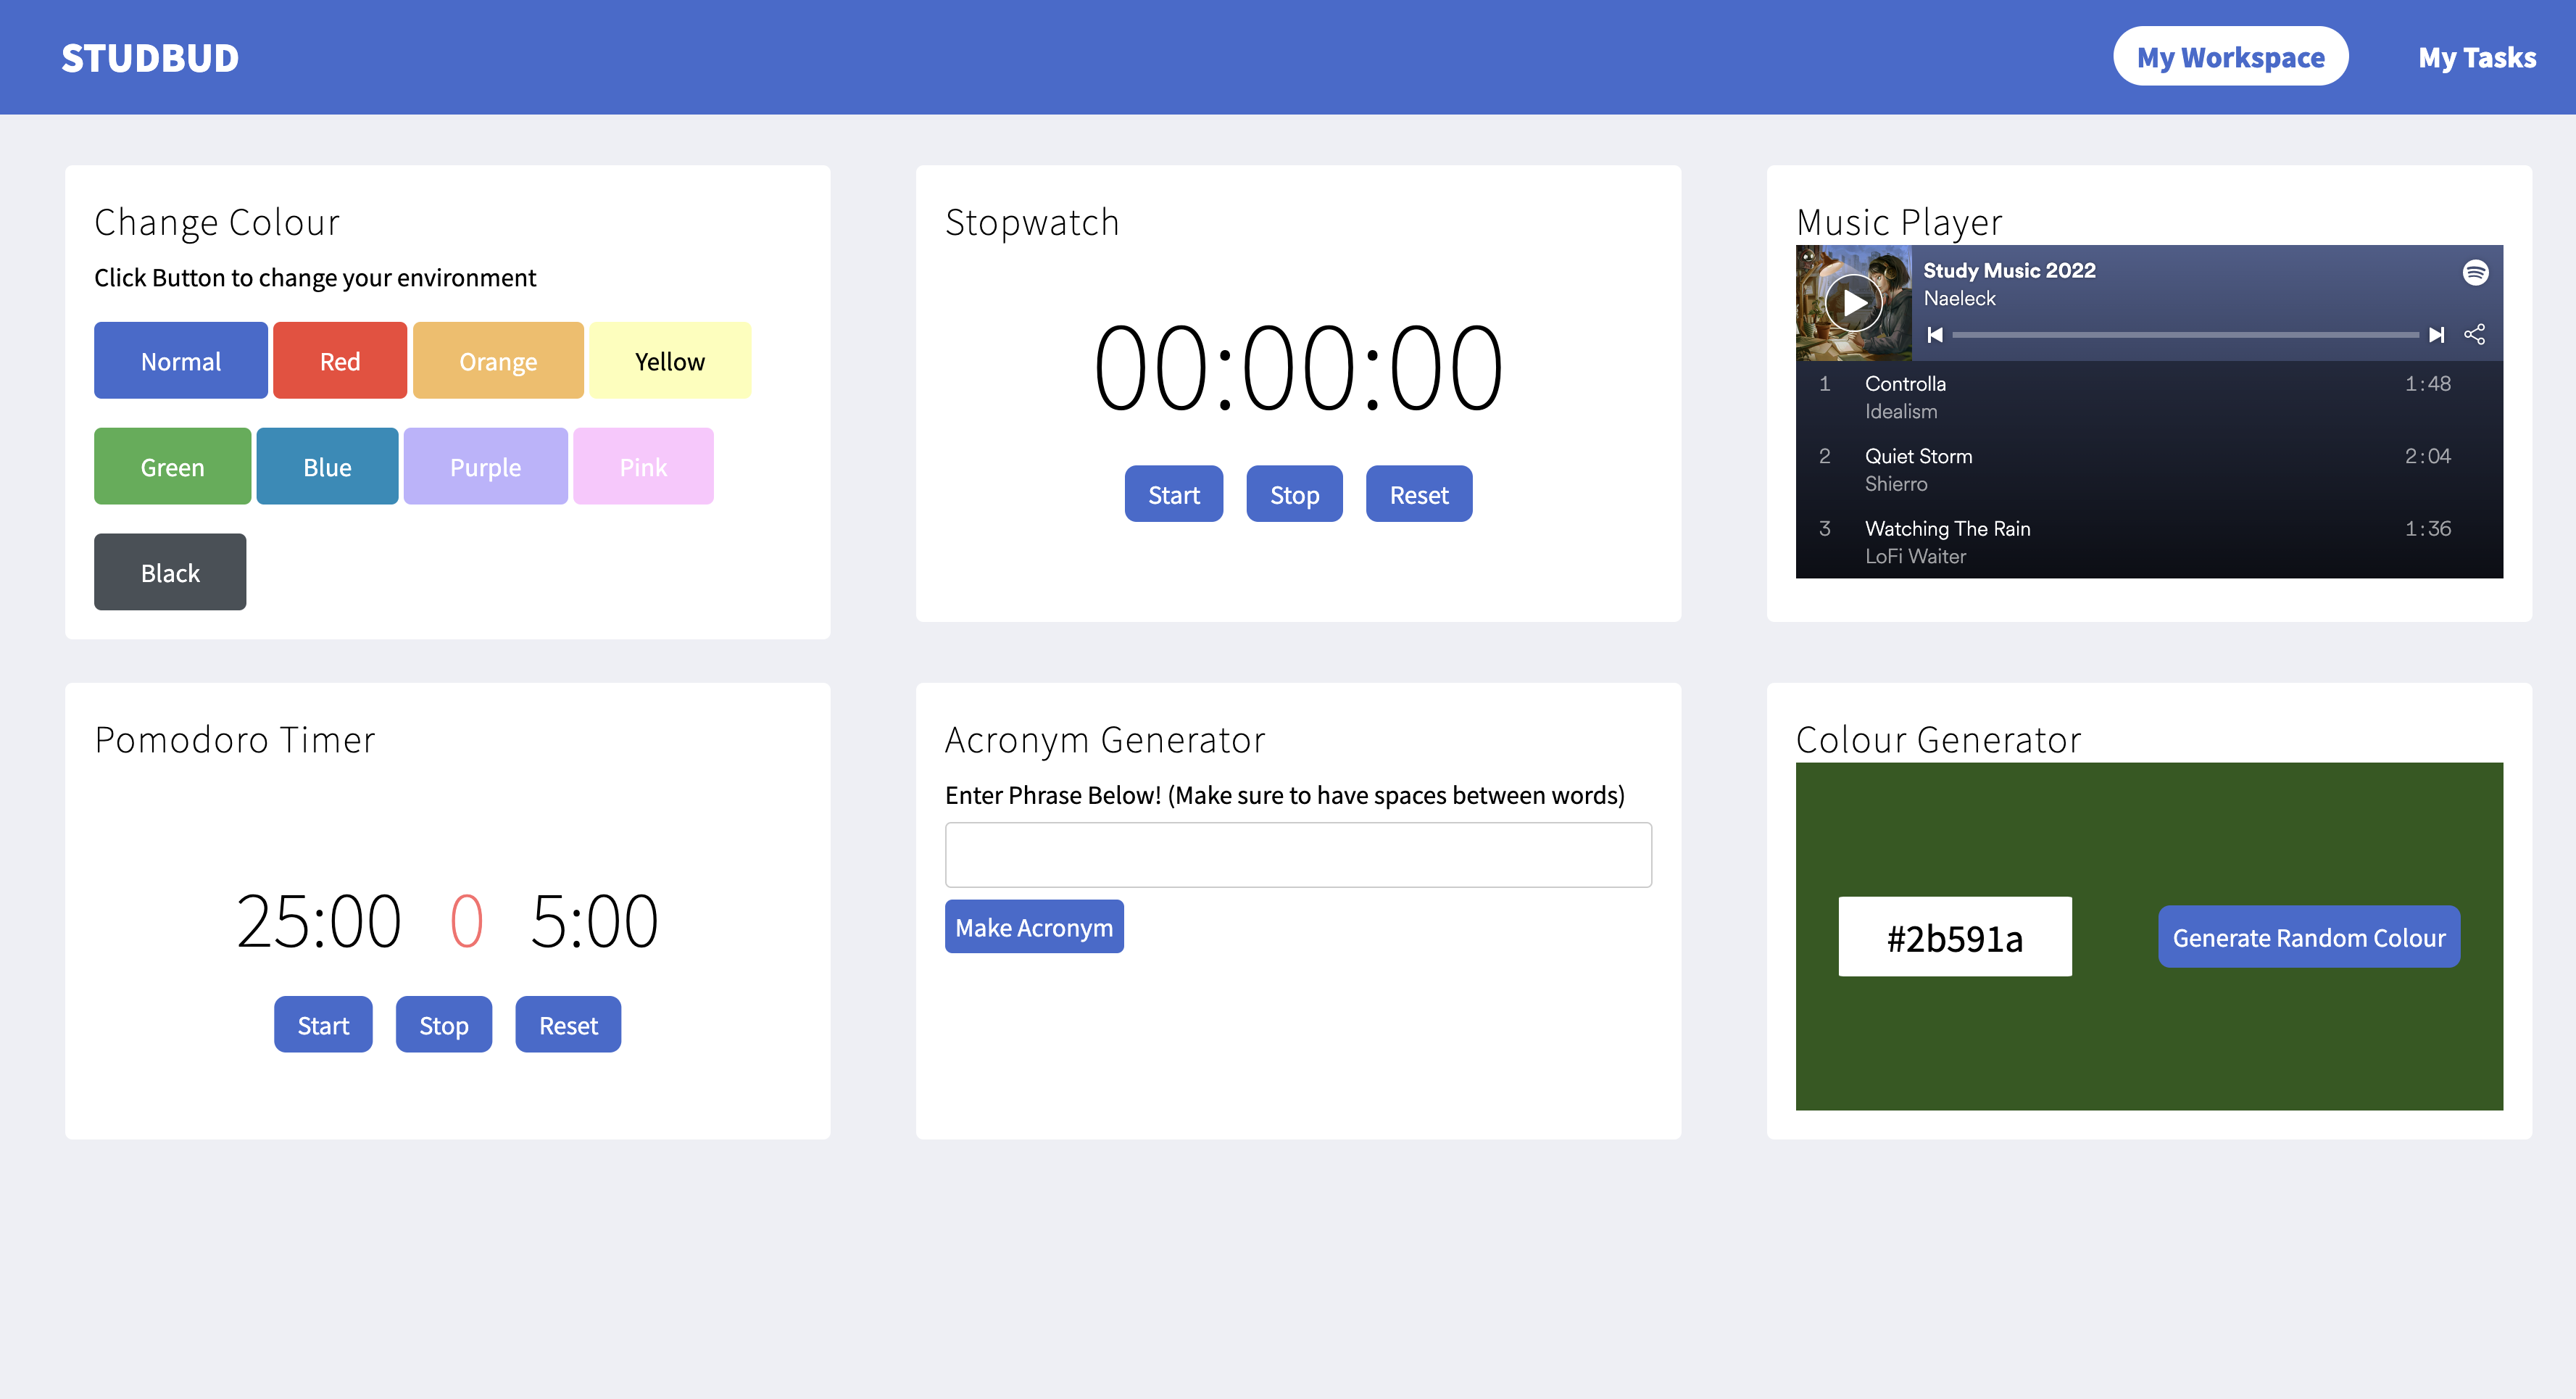 STUDBUD
My Workspace
My Tasks
Change Colour
Click Button to change your environment
Normal
Red
Orange
Yellow
Green
Blue
Purple
Pink
Black
Stopwatch
00:00:00
Start
Stop
Reset
Music Player
Study Music 2022
Naeleck
1 Controlla 1:48
Idealism
2 Quiet Storm 2:04
Shierro
3 Watching The Rain 1:36
LoFi Waiter
Pomodoro Timer
25:00 0 5:00
Start
Stop
Reset
Acronym Generator
Enter Phrase Below! (Make sure to have spaces between words)
Make Acronym
Colour Generator
#2b591a
Generate Random Colour